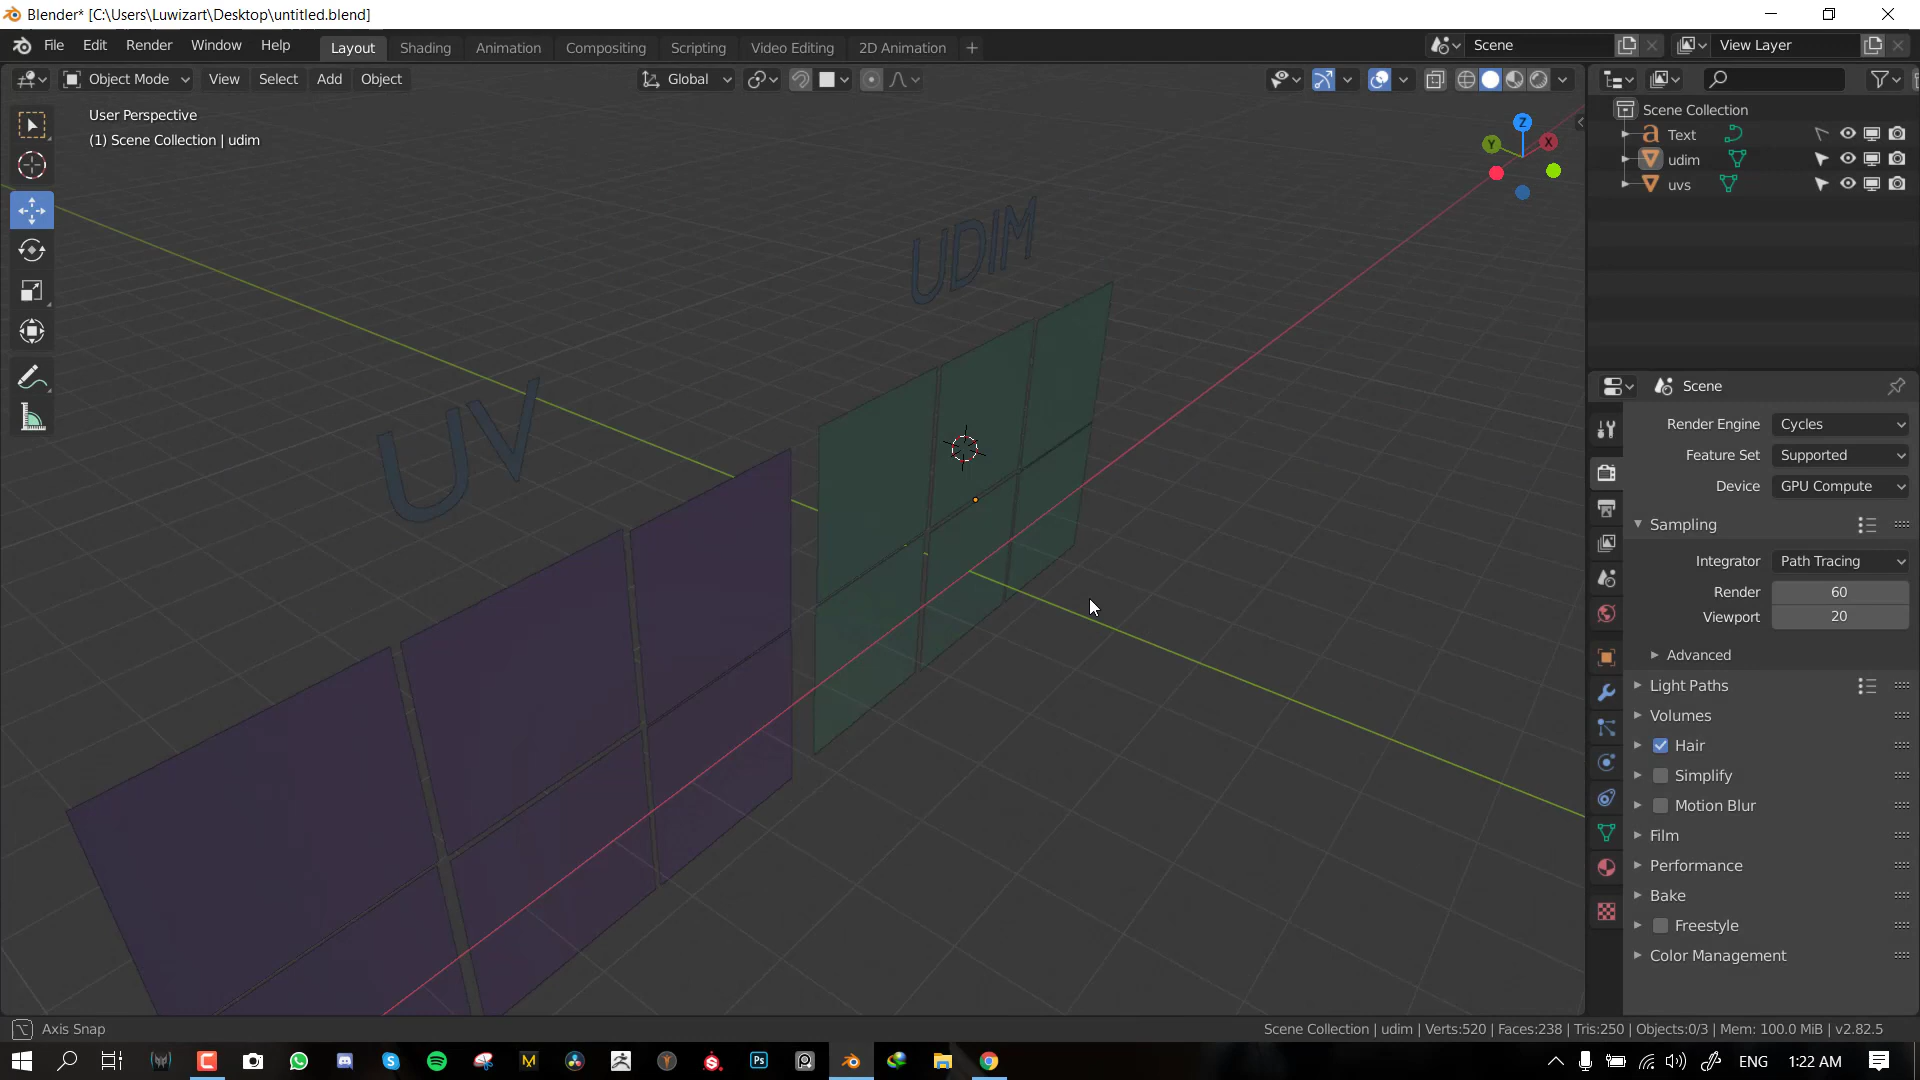 Blender* [C:\Users\Luwizart\Desktop\untitled.blend]
File Edit Render Window Help Layout Shading Animation Compositing Scripting Video Editing 2D Animation + Scene View Layer
Object Mode View Select Add Object Global
User Perspective
(1) Scene Collection | udim
Z
Y
X
UDIM
UV
Scene Collection
Text
udim
uvs
Scene
Render Engine Cycles
Feature Set Supported
Device GPU Compute
Sampling
Integrator Path Tracing
Render 60
Viewport 20
Advanced
Light Paths
Volumes
Hair
Simplify
Motion Blur
Film
Performance
Bake
Freestyle
Color Management
Axis Snap
Scene Collection | udim | Verts:520 | Faces:238 | Tris:250 | Objects:0/3 | Mem: 100.0 MiB | v2.82.5
Ps
ENG 1:22 AM